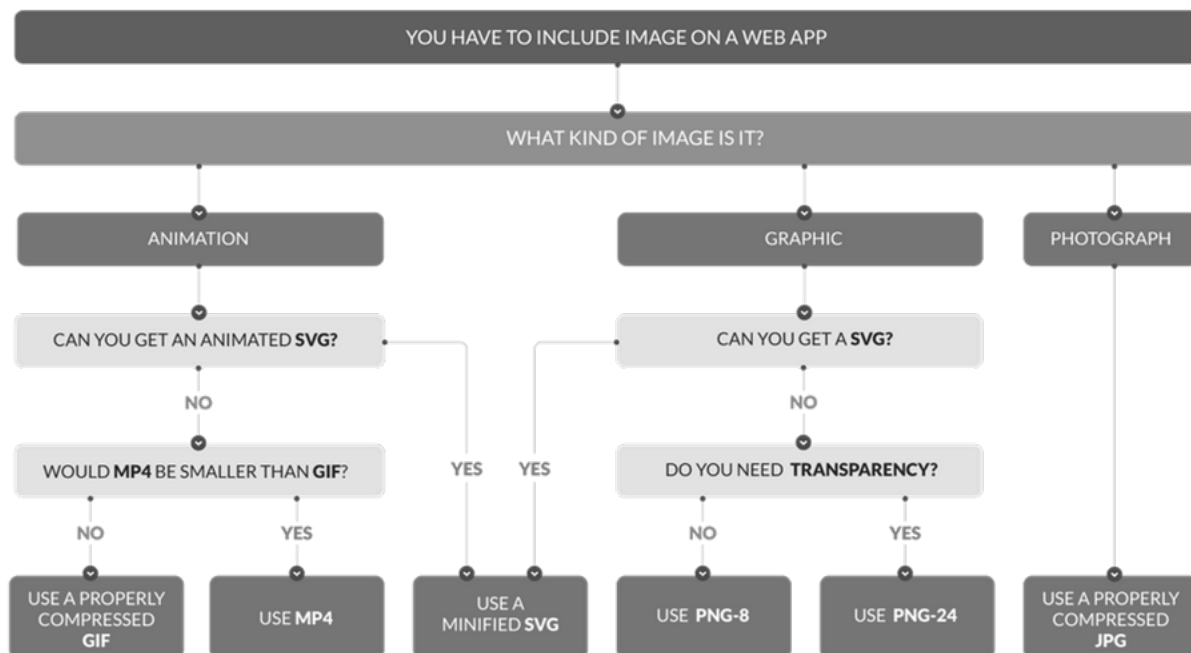 YOU HAVE TO INCLUDE IMAGE ON A WEB APP
WHAT KIND OF IMAGE IS IT?
ANIMATION
GRAPHIC
PHOTOGRAPH
CAN YOU GET AN ANIMATED SVG?
CAN YOU GET A SVG?
NO
NO
WOULD MP4 BE SMALLER THAN GIF?
YES
YES
DO YOU NEED TRANSPARENCY?
NO
YES
NO
YES
USE A PROPERLY
COMPRESSED
GIF
USE MP4
USE A
MINIFIED SVG
USE PNG-8
USE PNG-24
USE A PROPERLY
COMPRESSED
JPG